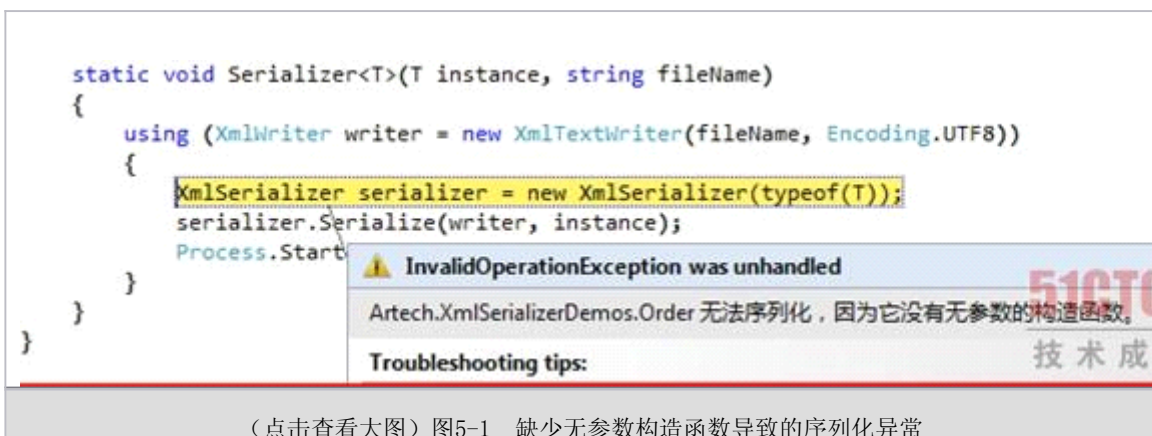 static void Serializer<T>(T instance, string fileName)
{
using (XmlWriter writer = new XmlTextWriter(fileName, Encoding.UTF8))
{
XmlSerializer serializer = new XmlSerializer(typeof(T));
serializer.Serialize(writer, instance);
Process.Start
}
}
}
InvalidOperationException was unhandled
Artech.XmlSerializerDemos.Order 无法序列化，因为它没有无参数的构造函数。
Troubleshooting tips:
51CTO
技术成
（点击查看大图）图5-1 缺少无参数构造函数导致的序列化异常